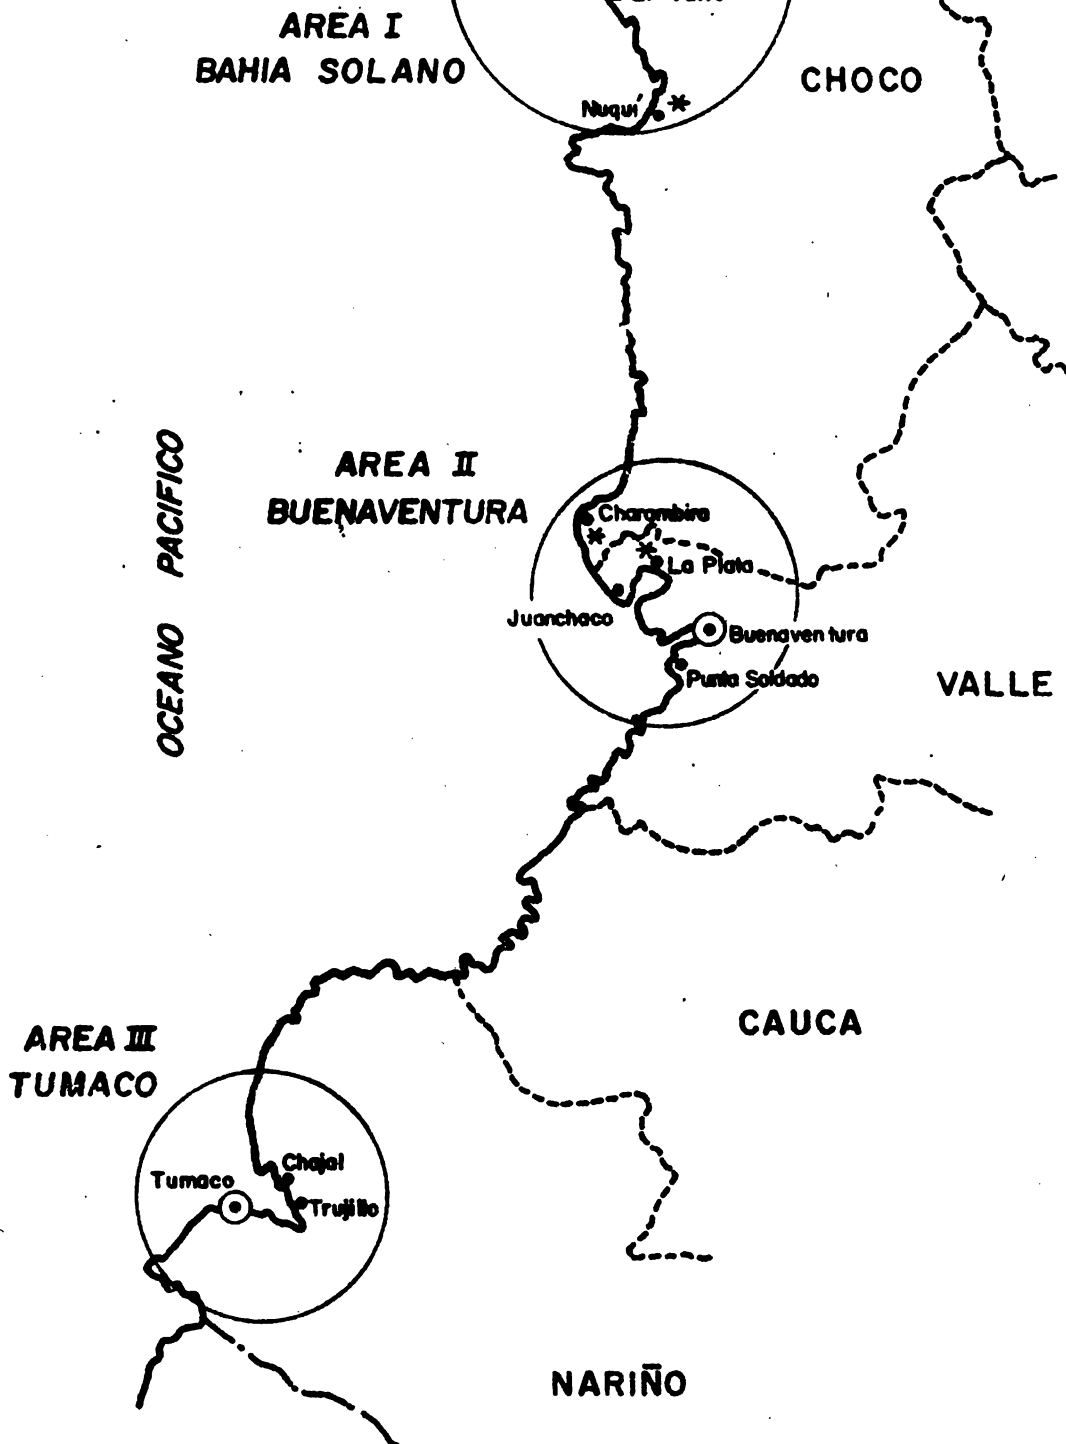 AREA I
BAHIA SOLANO
CHOCO
Nuquí
AREA II
BUENAVENTURA
OCEANO PACIFICO
Charambira
La Plata
Juanchaco
Buenaventura
Punta Soldado
VALLE
CAUCA
AREA III
TUMACO
Chajal
Tumaco
Trujillo
NARIÑO